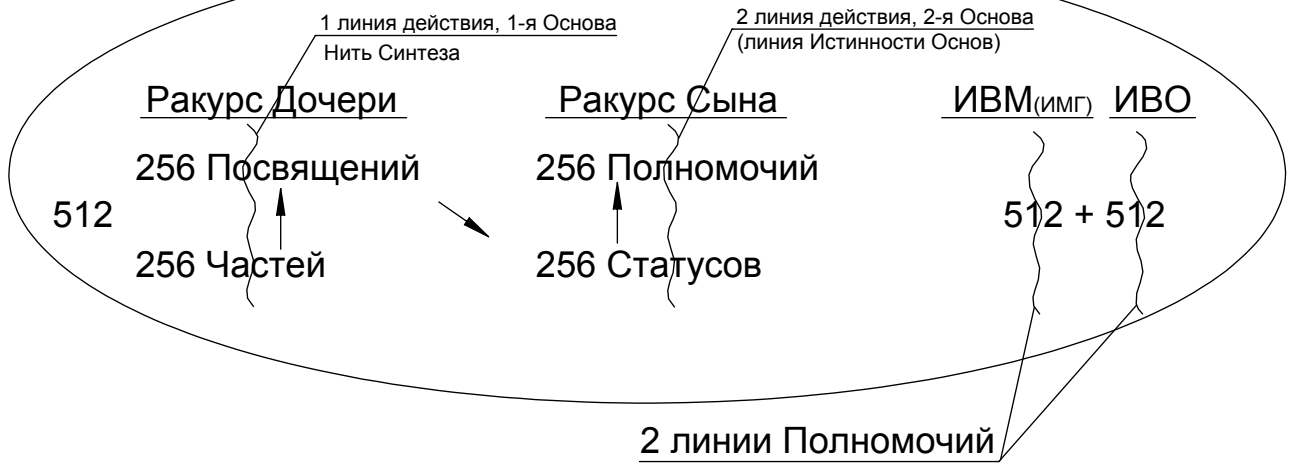 1 линия действия, 1-я Основа
Нить Синтеза
2 линия действия, 2-я Основа
(линия Истинности Основ)
Ракурс Дочери
Ракурс Сына
ИВМ(ИМГ) ИВО
256 Посвящений
256 Полномочий
512
512 + 512
256 Частей
256 Статусов
2 линии Полномочий